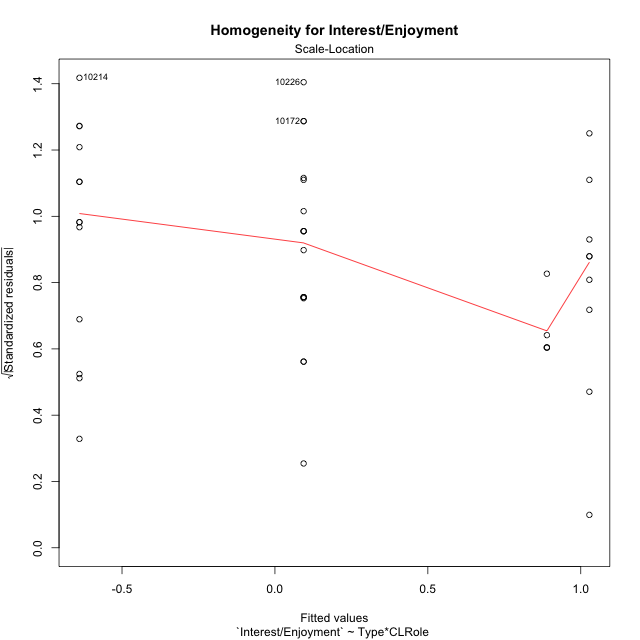 Homogeneity for Interest/Enjoyment
Scale-Location
10214
10226
10172
1.4
1.2
1.0
0.8
0.6
0.4
0.2
0.0
√|Standardized residuals|
-0.5 0.0 0.5 1.0
Fitted values
`Interest/Enjoyment` ~ Type*CLRole